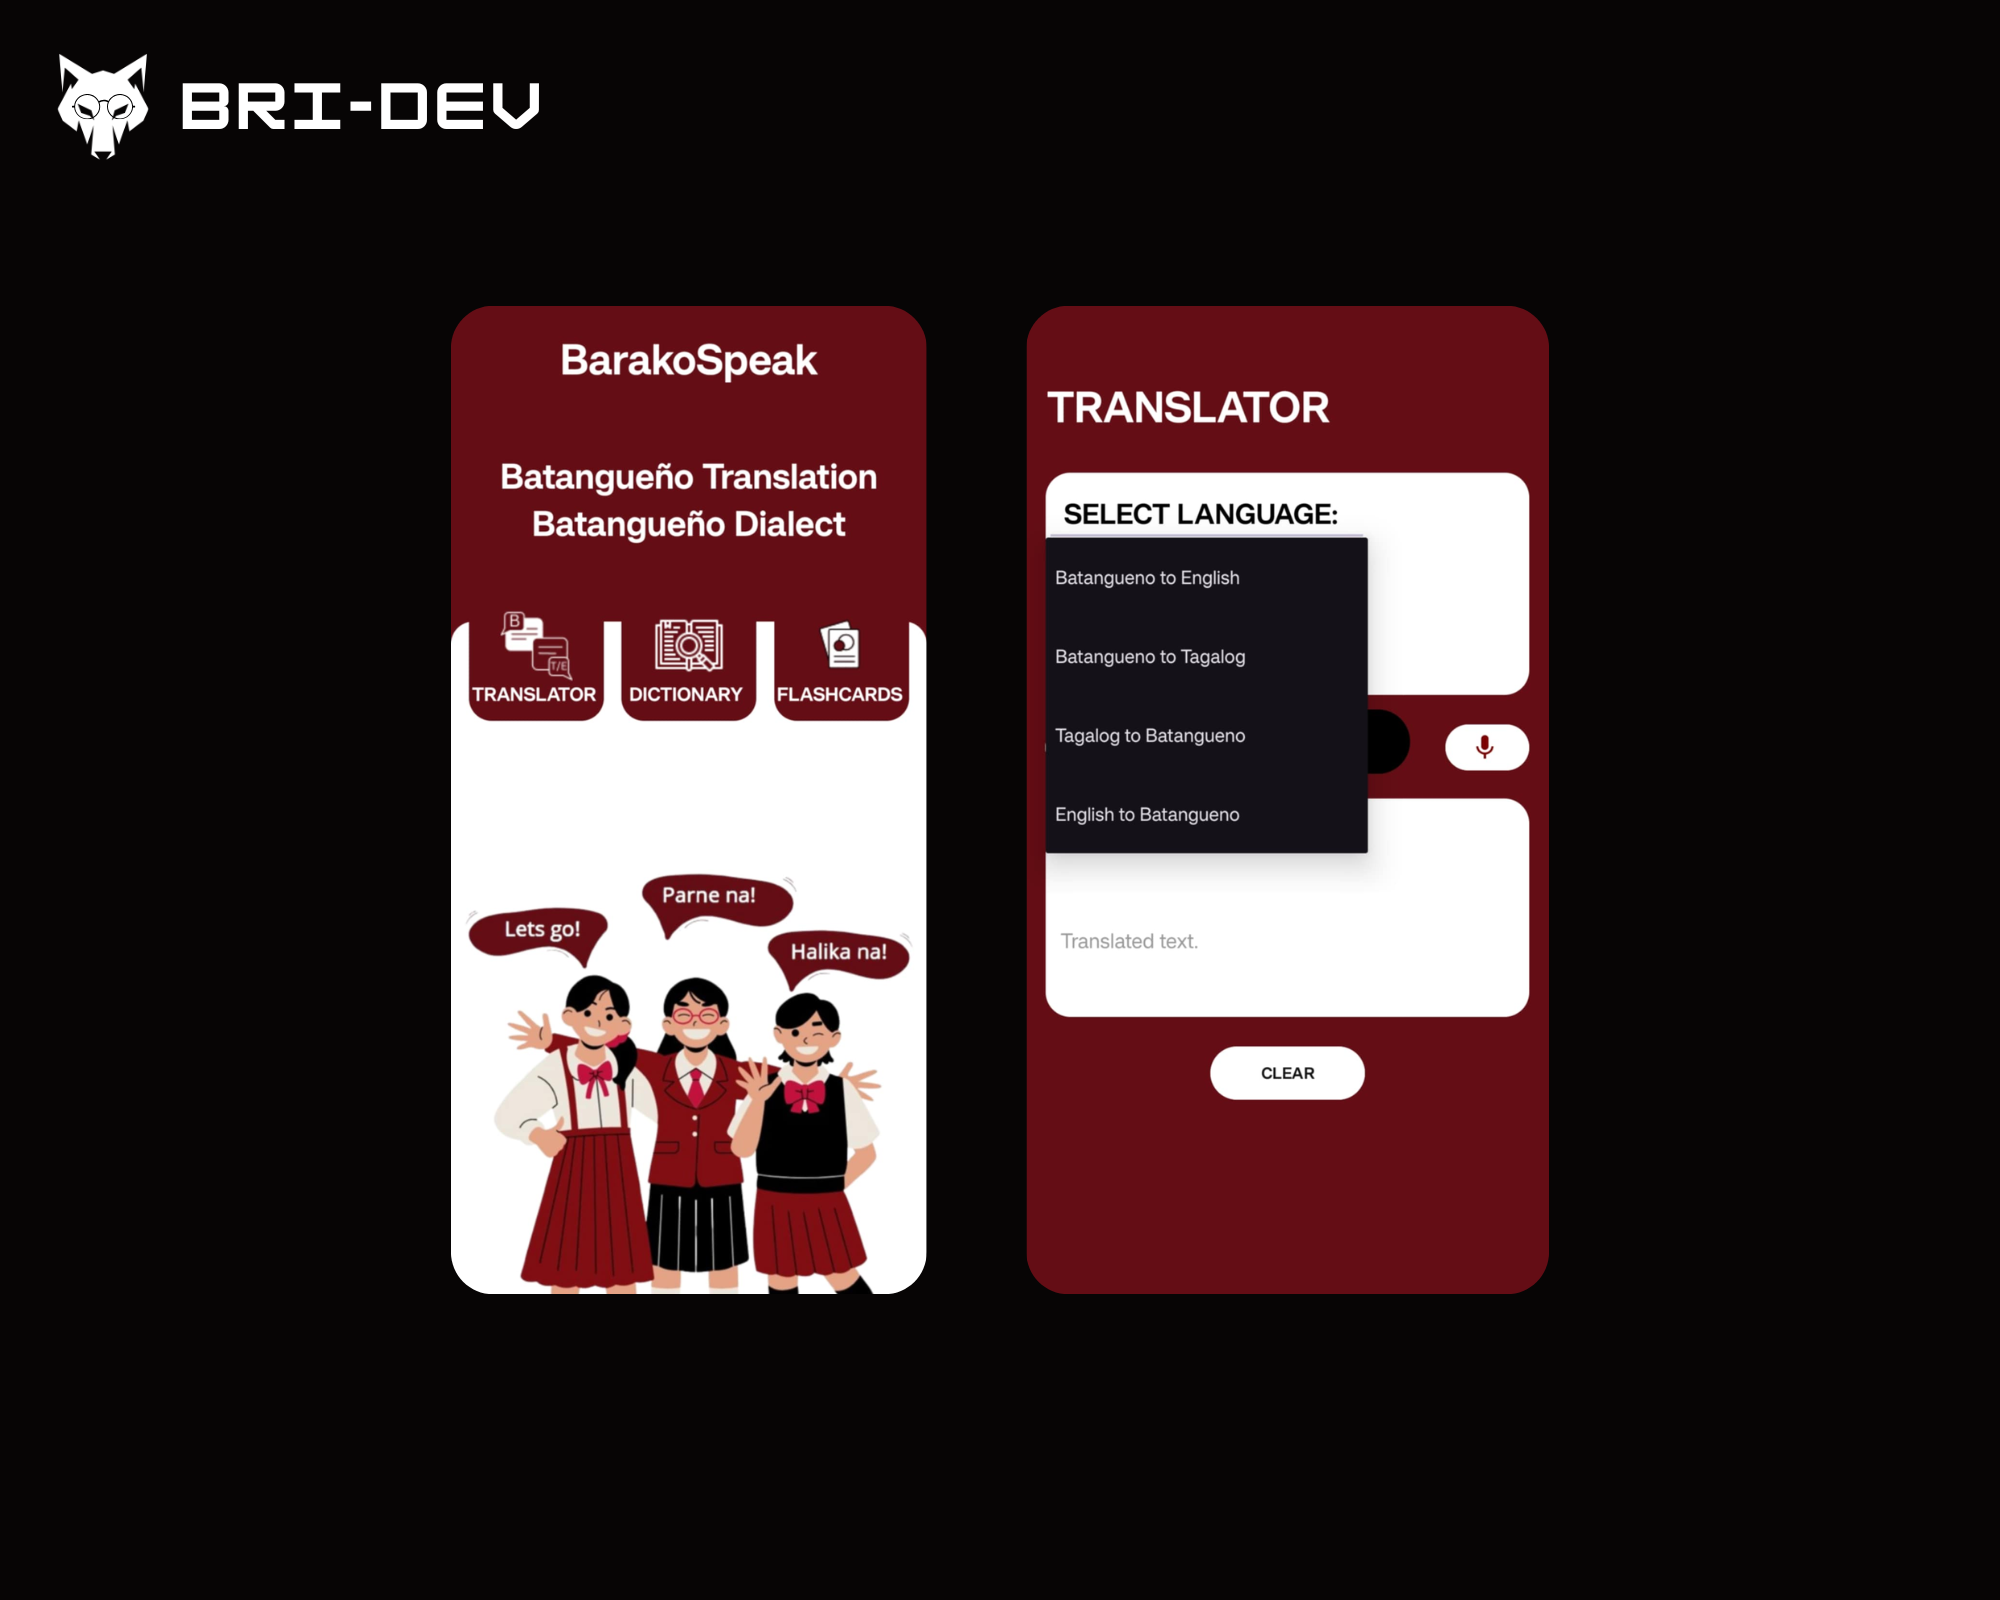 BRI-DEV
BarakoSpeak
Batangueño Translation
Batangueño Dialect
B
T/E
TRANSLATOR
DICTIONARY
FLASHCARDS
Parne na!
Lets go!
Halika na!
TRANSLATOR
SELECT LANGUAGE:
Batangueno to English
Batangueno to Tagalog
Tagalog to Batangueno
English to Batangueno
Translated text.
CLEAR